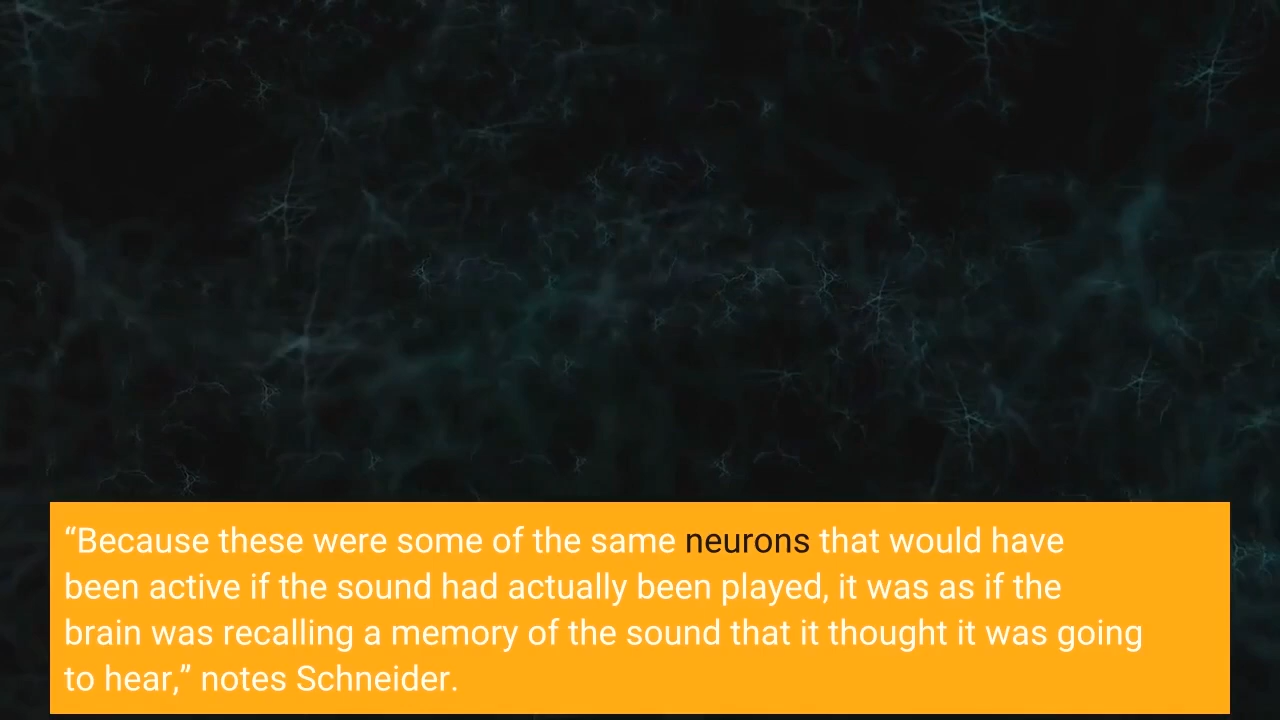 “Because these were some of the same neurons that would have
been active if the sound had actually been played, it was as if the
brain was recalling a memory of the sound that it thought it was going
to hear,” notes Schneider.